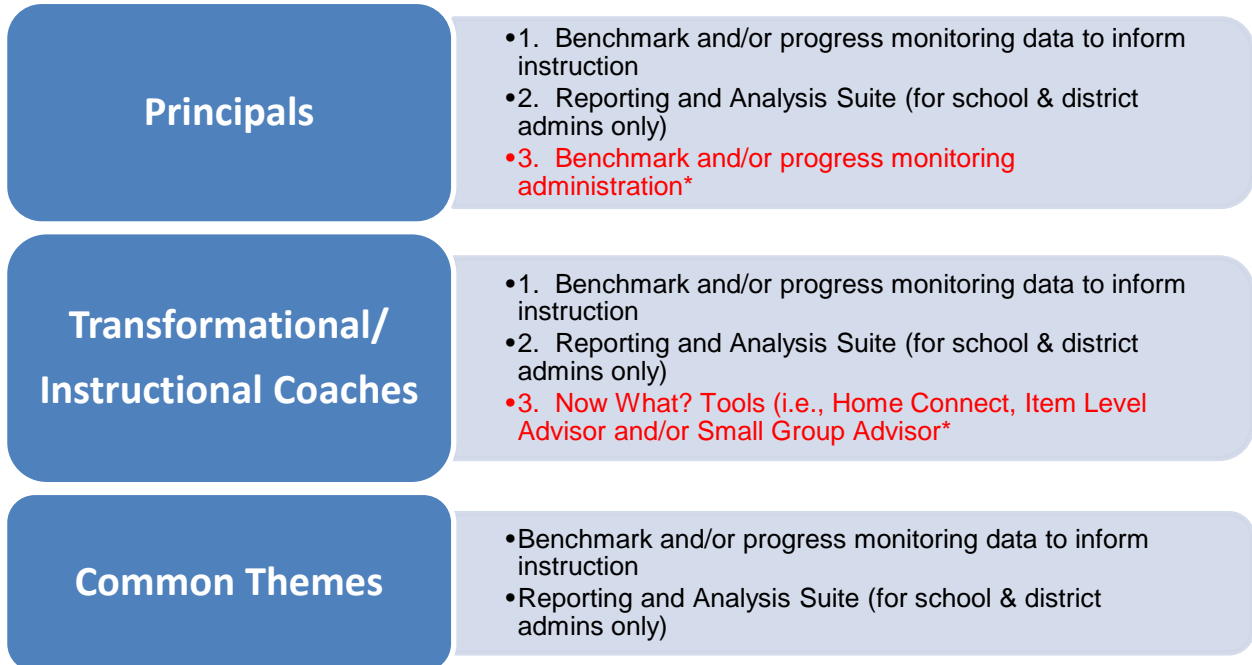 Principals
•1. Benchmark and/or progress monitoring data to inform
instruction
•2. Reporting and Analysis Suite (for school & district
admins only)
•3. Benchmark and/or progress monitoring
administration*
Transformational/
Instructional Coaches
•1. Benchmark and/or progress monitoring data to inform
instruction
•2. Reporting and Analysis Suite (for school & district
admins only)
•3. Now What? Tools (i.e., Home Connect, Item Level
Advisor and/or Small Group Advisor*
Common Themes
•Benchmark and/or progress monitoring data to inform
instruction
•Reporting and Analysis Suite (for school & district
admins only)